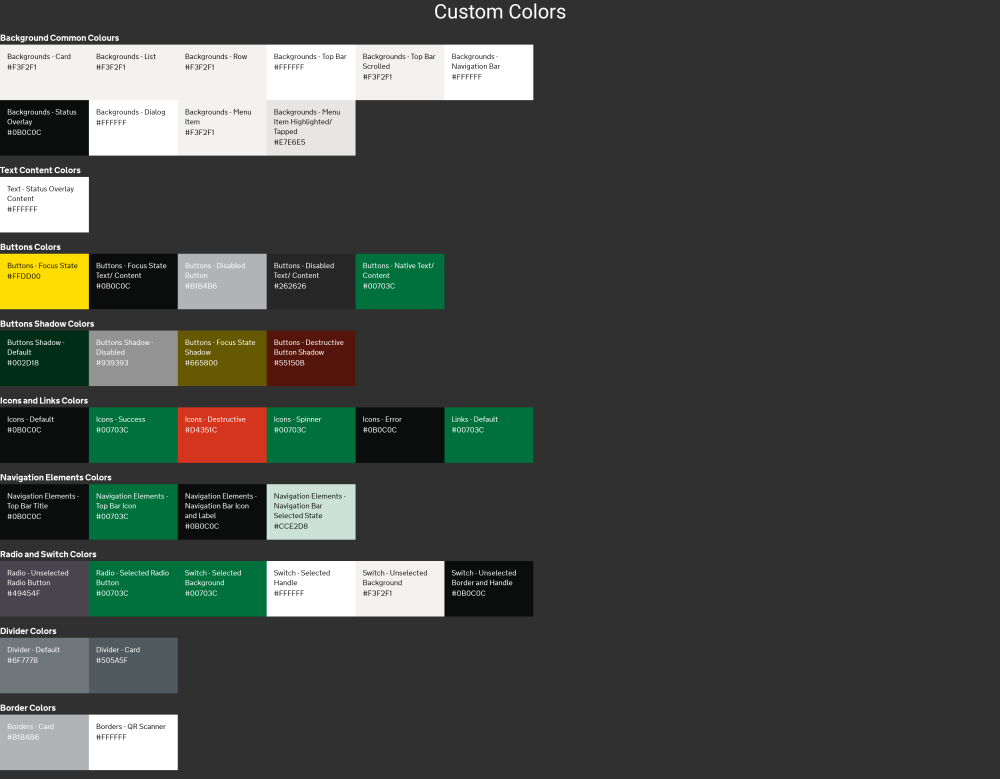 Custom Colors
Background Common Colours
Backgrounds - Card
#F3F2F1
Backgrounds - List
#F3F2F1
Backgrounds - Row
#F3F2F1
Backgrounds - Top Bar
#FFFFFF
Backgrounds - Top Bar
Scrolled
#F3F2F1
Backgrounds -
Navigation Bar
#FFFFFF
Backgrounds - Status
Overlay
#0B0C0C
Backgrounds - Dialog
#FFFFFF
Backgrounds - Menu
Item
#F3F2F1
Backgrounds - Menu
Item Highlighted/
Tapped
#E7E6E5
Text Content Colors
Text - Status Overlay
Content
#FFFFFF
Buttons Colors
Buttons - Focus State
#FFDD00
Buttons - Focus State
Text/ Content
#0B0C0C
Buttons - Disabled
Button
#B1B4B6
Buttons - Disabled
Text/ Content
#262626
Buttons - Native Text/
Content
#00703C
Buttons Shadow Colors
Buttons Shadow -
Default
#002D18
Buttons Shadow -
Disabled
#939393
Buttons - Focus State
Shadow
#665800
Buttons - Destructive
Button Shadow
#55150B
Icons and Links Colors
Icons - Default
#0B0C0C
Icons - Success
#00703C
Icons - Destructive
#D4351C
Icons - Spinner
#00703C
Icons - Error
#0B0C0C
Links - Default
#00703C
Navigation Elements Colors
Navigation Elements -
Top Bar Title
#0B0C0C
Navigation Elements -
Top Bar Icon
#00703C
Navigation Elements -
Navigation Bar Icon
and Label
#0B0C0C
Navigation Elements -
Navigation Bar
Selected State
#CCE2D8
Radio and Switch Colors
Radio - Unselected
Radio Button
#49454F
Radio - Selected Radio
Button
#00703C
Switch - Selected
Background
#00703C
Switch - Selected
Handle
#FFFFFF
Switch - Unselected
Background
#F3F2F1
Switch - Unselected
Border and Handle
#0B0C0C
Divider Colors
Divider - Default
#6F777B
Divider - Card
#505A5F
Border Colors
Borders - Card
#B1B4B6
Borders - QR Scanner
#FFFFFF